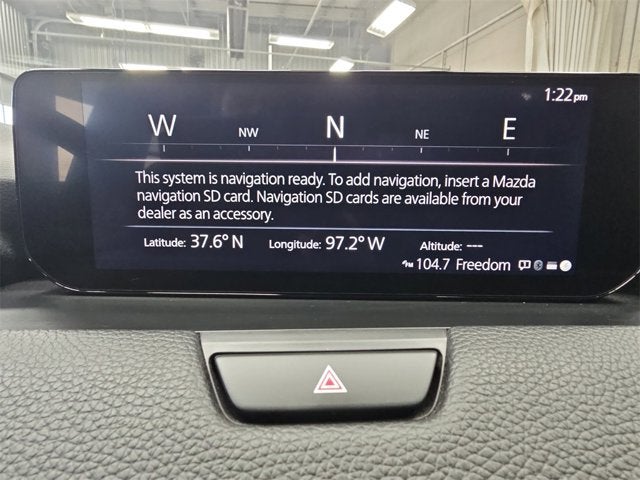 1:22pm
W NW N NE E
This system is navigation ready. To add navigation, insert a Mazda
navigation SD card. Navigation SD cards are available from your
dealer as an accessory.
Latitude: 37.6° N Longitude: 97.2° W Altitude: ---
FM 104.7 Freedom